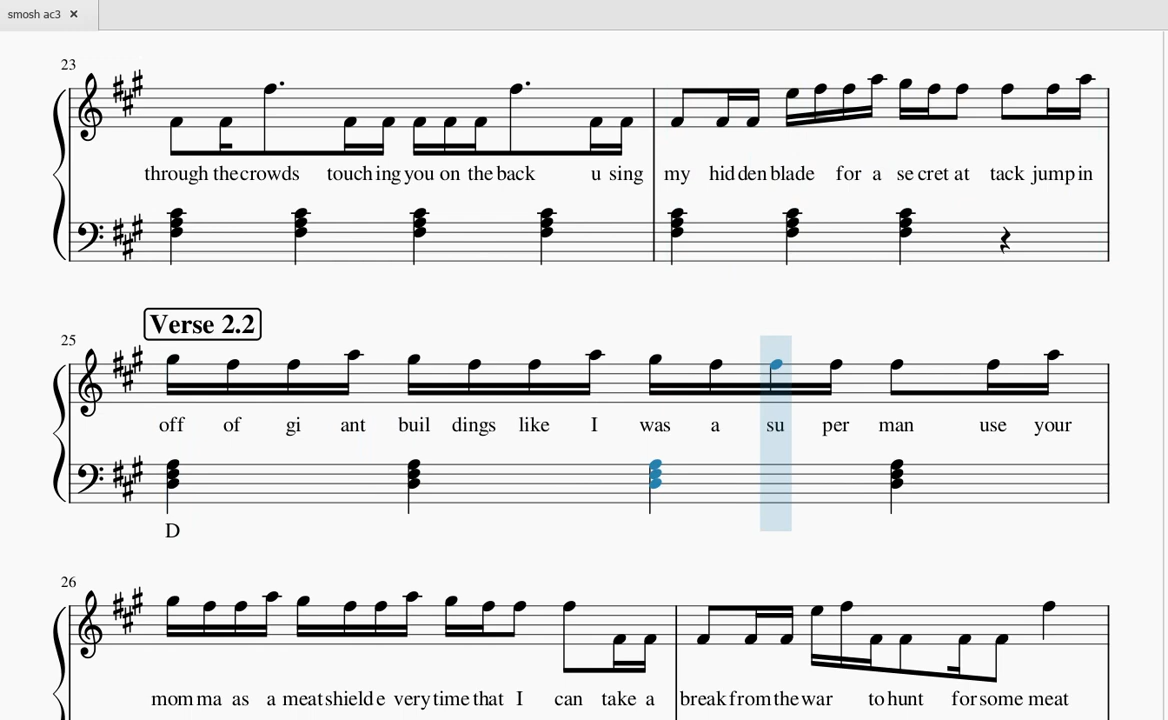 smosh ac3 ×
23
through the crowds touch ing you on the back u sing my hid den blade for a se cret at tack jump in
Verse 2.2
25
off of gi ant buil dings like I was a su per man use your
D
26
mom ma as a meat shield e very time that I can take a break from the war to hunt for some meat